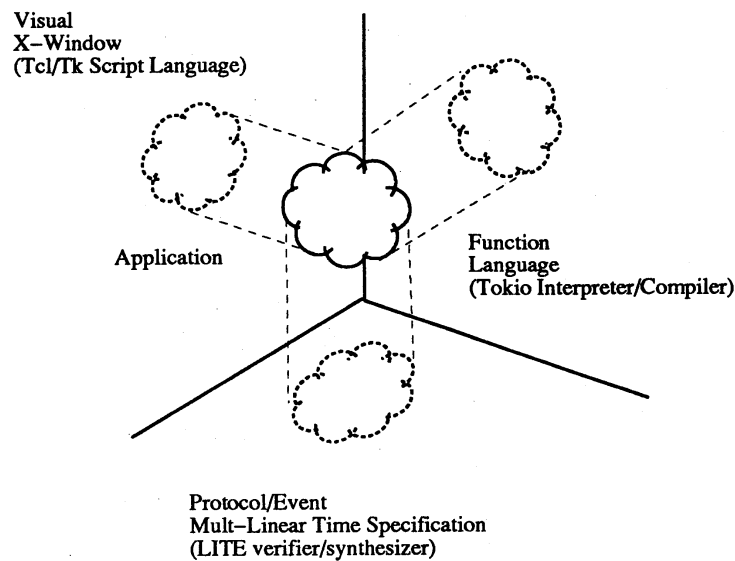 Visual
X–Window
(Tcl/Tk Script Language)
Application
Function
Language
(Tokio Interpreter/Compiler)
Protocol/Event
Mult–Linear Time Specification
(LITE verifier/synthesizer)